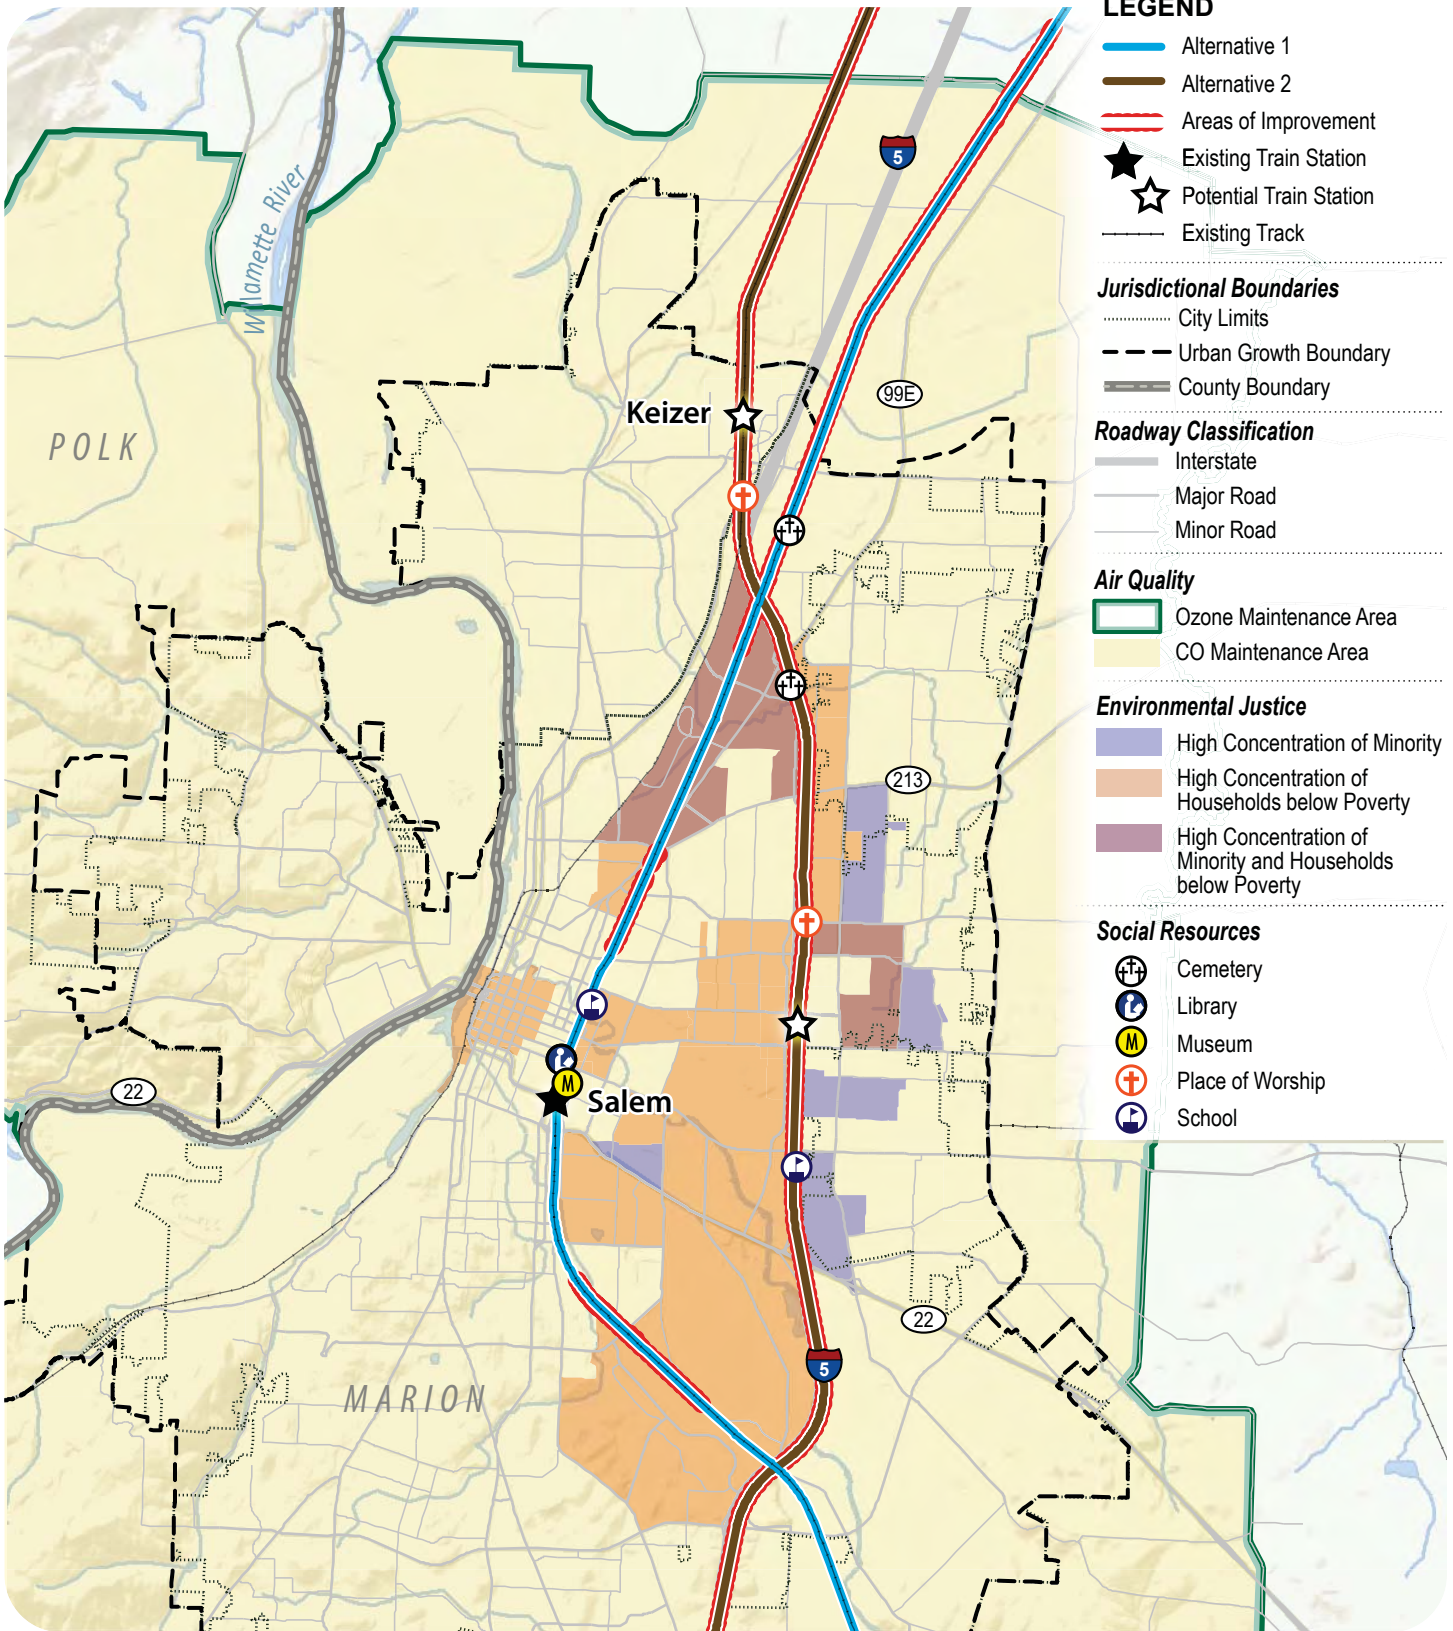 LEGEND
Alternative 1
Alternative 2
Areas of Improvement
Existing Train Station
Potential Train Station
Existing Track
Jurisdictional Boundaries
City Limits
Urban Growth Boundary
County Boundary
Roadway Classification
Interstate
Major Road
Minor Road
Air Quality
Ozone Maintenance Area
CO Maintenance Area
Environmental Justice
High Concentration of Minority
High Concentration of
Households below Poverty
High Concentration of
Minority and Households
below Poverty
Social Resources
Cemetery
Library
M
Museum
Place of Worship
School
5
Willamette River
99E
Keizer
POLK
213
22
M
Salem
22
5
MARION